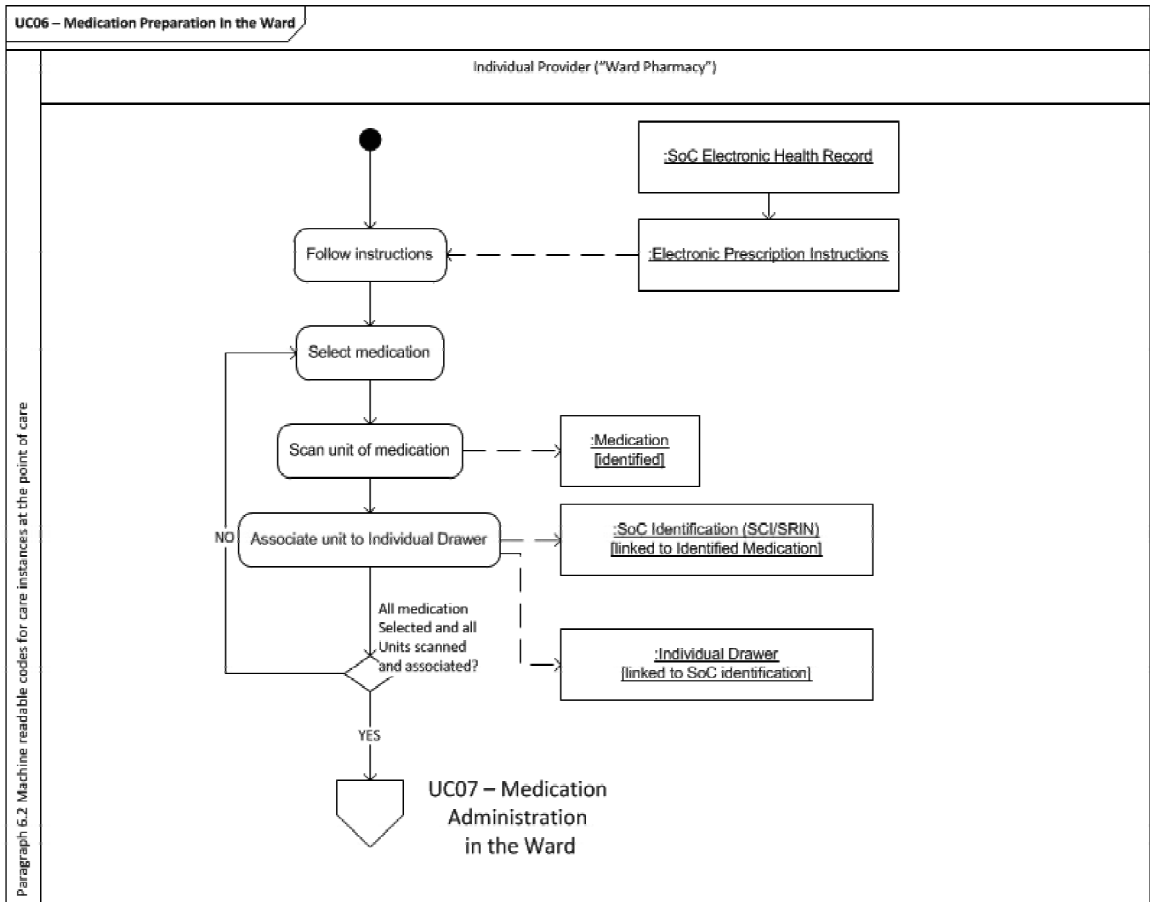 UC06 – Medication Preparation In the Ward
Individual Provider ("Ward Pharmacy")
Paragraph 6.2 Machine readable codes for care instances at the point of care
:SoC Electronic Health Record
Follow instructions
:Electronic Prescription Instructions
Select medication
Scan unit of medication
:Medication
[identified]
NO
Associate unit to Individual Drawer
:SoC Identification (SCI/SRIN)
[linked to Identified Medication]
All medication
Selected and all
Units scanned
and associated?
:Individual Drawer
[linked to SoC identification]
YES
UC07 – Medication
Administration
in the Ward